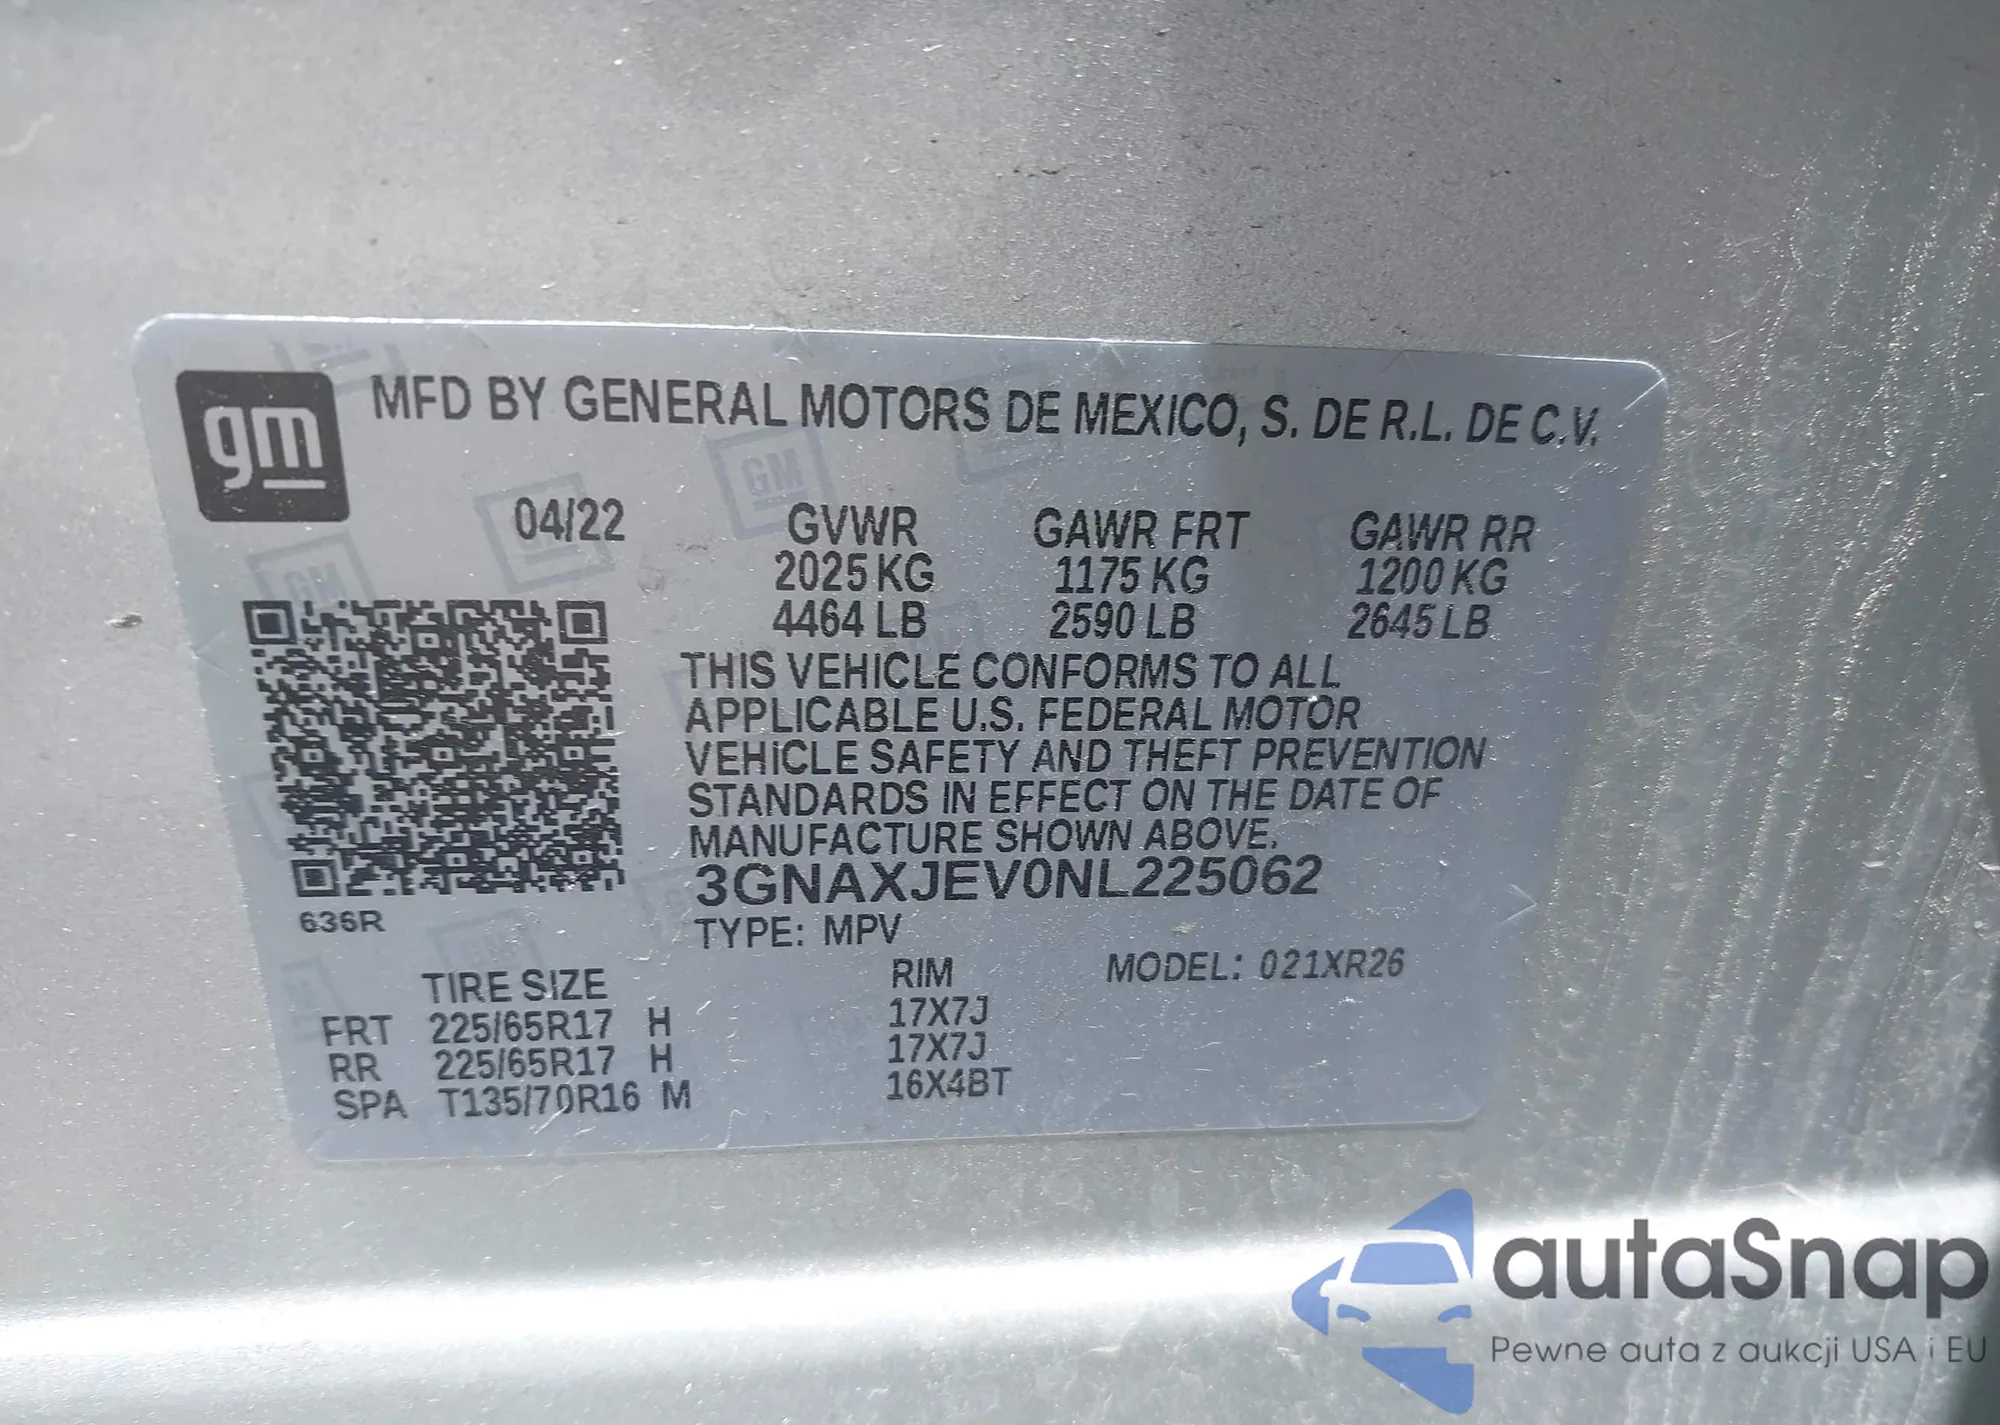 gm
MFD BY GENERAL MOTORS DE MEXICO, S. DE R.L. DE C.V.
04/22 GVWR GAWR FRT GAWR RR
2025 KG 1175 KG 1200 KG
4464 LB 2590 LB 2645 LB
THIS VEHICLE CONFORMS TO ALL
APPLICABLE U.S. FEDERAL MOTOR
VEHICLE SAFETY AND THEFT PREVENTION
STANDARDS IN EFFECT ON THE DATE OF
MANUFACTURE SHOWN ABOVE.
3GNAXJEV0NL225062
636R
TYPE: MPV
TIRE SIZE RIM MODEL: 021XR26
FRT 225/65R17 H 17X7J
RR 225/65R17 H 17X7J
SPA T135/70R16 M 16X4BT
GM
GM
GM
autaSnap
Pewne auta z aukcji USA i EU